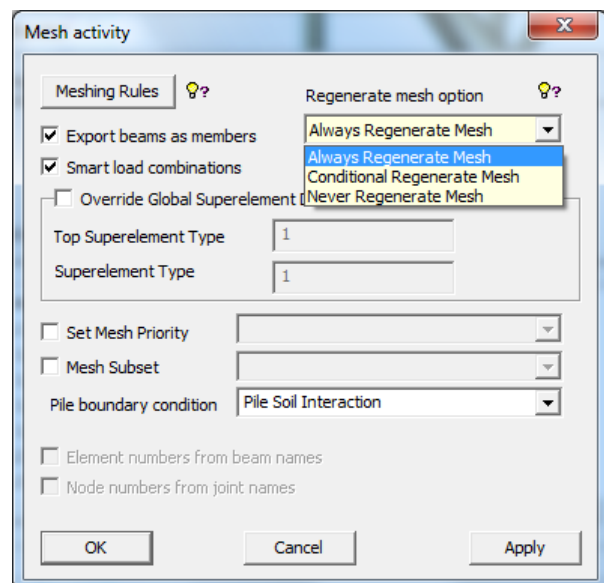 Mesh activity
Meshing Rules
Regenerate mesh option
Export beams as members
Always Regenerate Mesh
Smart load combinations
Always Regenerate Mesh
Conditional Regenerate Mesh
Never Regenerate Mesh
Override Global Superelement
Top Superelement Type
1
Superelement Type
1
Set Mesh Priority
Mesh Subset
Pile boundary condition
Pile Soil Interaction
Element numbers from beam names
Node numbers from joint names
OK
Cancel
Apply